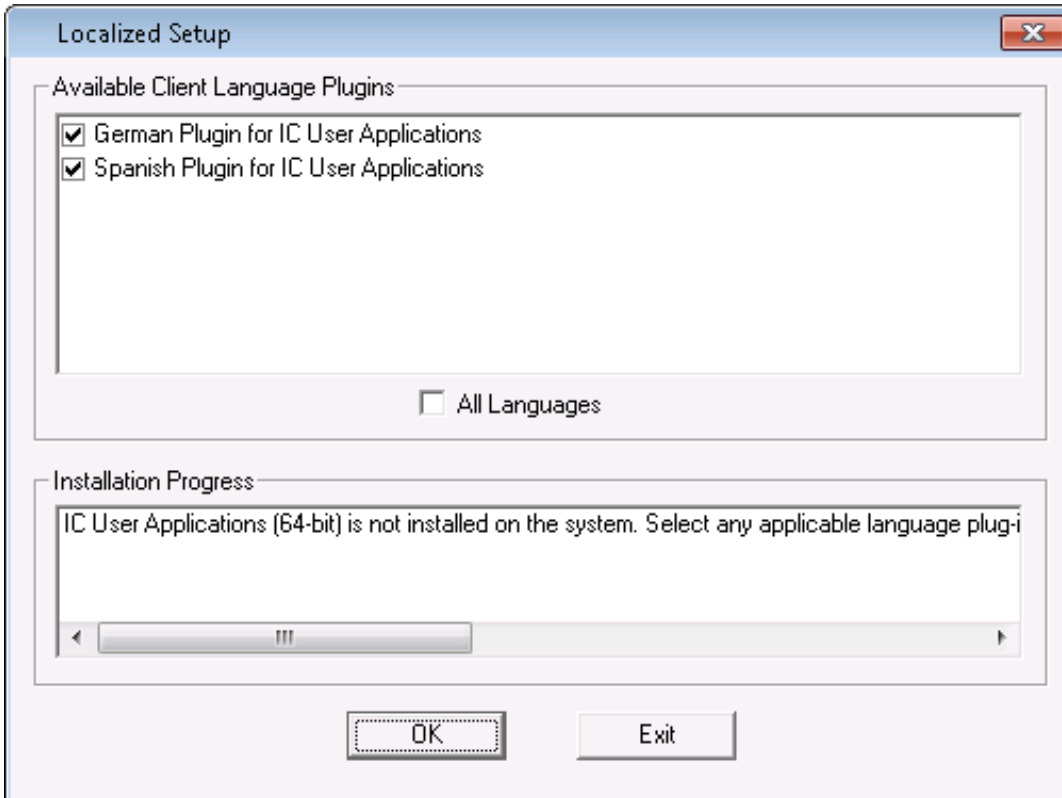 Localized Setup
Available Client Language Plugins
German Plugin for IC User Applications
Spanish Plugin for IC User Applications
All Languages
Installation Progress
IC User Applications (64-bit) is not installed on the system. Select any applicable language plug-i
OK
Exit